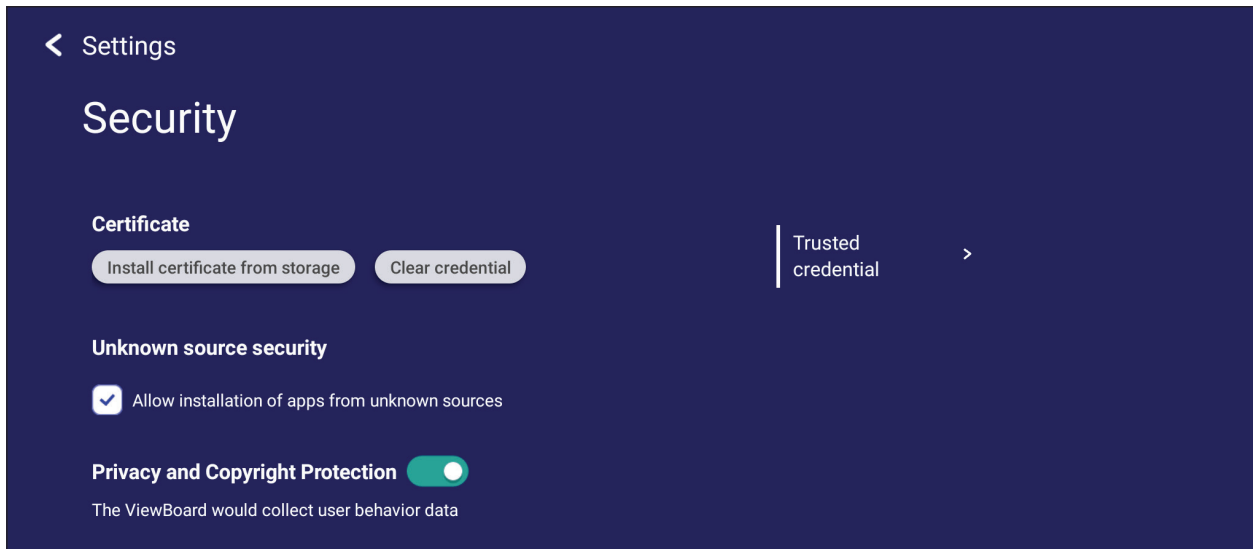 Settings
Security
Certificate
Install certificate from storage
Clear credential
Trusted
credential
Unknown source security
Allow installation of apps from unknown sources
Privacy and Copyright Protection
The ViewBoard would collect user behavior data